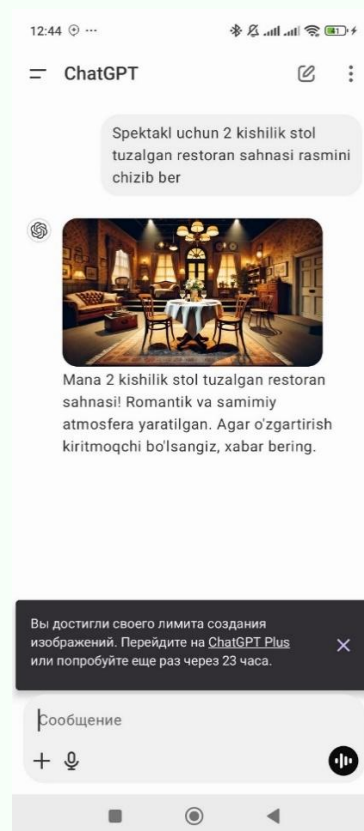 12:44
ChatGPT
Spektakl uchun 2 kishilik stol
tuzalgan restoran sahnasi rasmini
chizib ber
Mana 2 kishilik stol tuzalgan restoran
sahnasi! Romantik va samimiy
atmosfera yaratilgan. Agar o'zgartirish
kiritmoqchi bo'lsangiz, xabar bering.
Вы достигли своего лимита создания
изображений. Перейдите на ChatGPT Plus
или попробуйте еще раз через 23 часа.
Сообщение